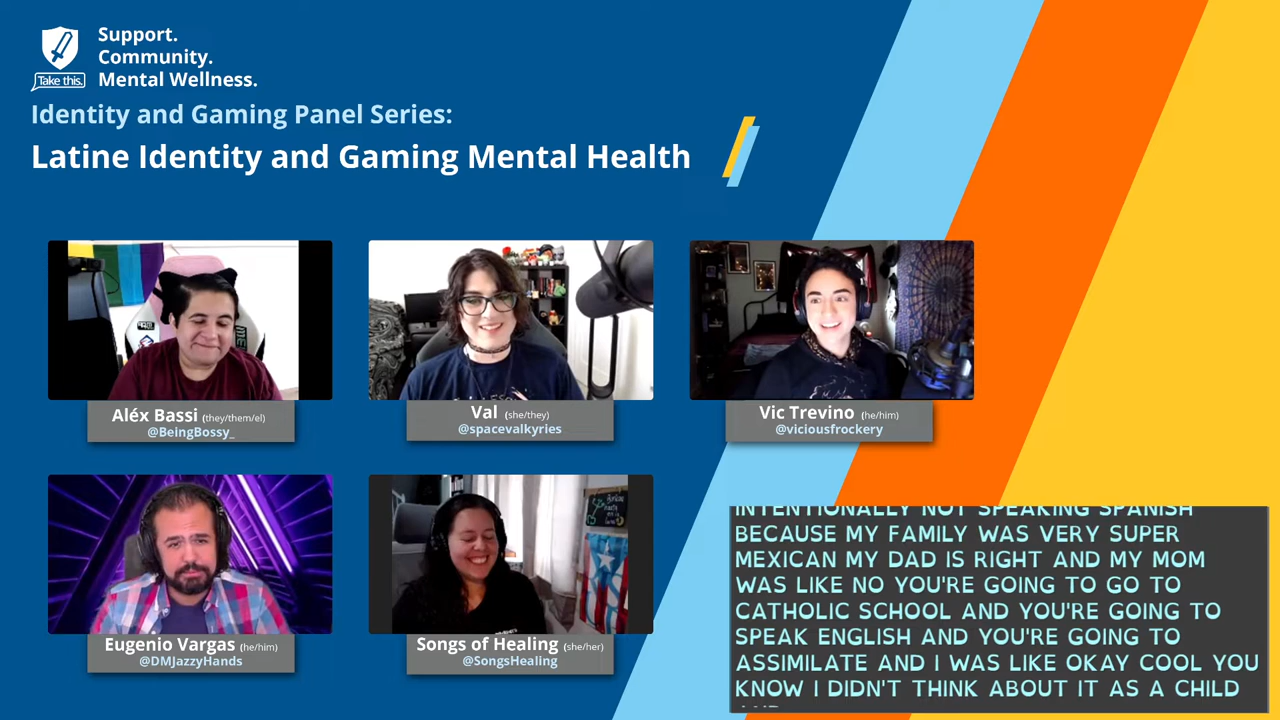 Support.
Community.
Take this. Mental Wellness.
Identity and Gaming Panel Series:
Latine Identity and Gaming Mental Health
Aléx Bassi (they/them/el)
@BeingBossy_
Val (she/they)
@spacevalkyries
Vic Trevino (he/him)
@viciousfrockery
Eugenio Vargas (he/him)
@DMJazzyHands
Songs of Healing (she/her)
@SongsHealing
INTENTIONALLY NOT SPEAKING SPANISH
BECAUSE MY FAMILY WAS VERY SUPER
MEXICAN MY DAD IS RIGHT AND MY MOM
WAS LIKE NO YOU'RE GOING TO GO TO
CATHOLIC SCHOOL AND YOU'RE GOING TO
SPEAK ENGLISH AND YOU'RE GOING TO
ASSIMILATE AND I WAS LIKE OKAY COOL YOU
KNOW I DIDN'T THINK ABOUT IT AS A CHILD